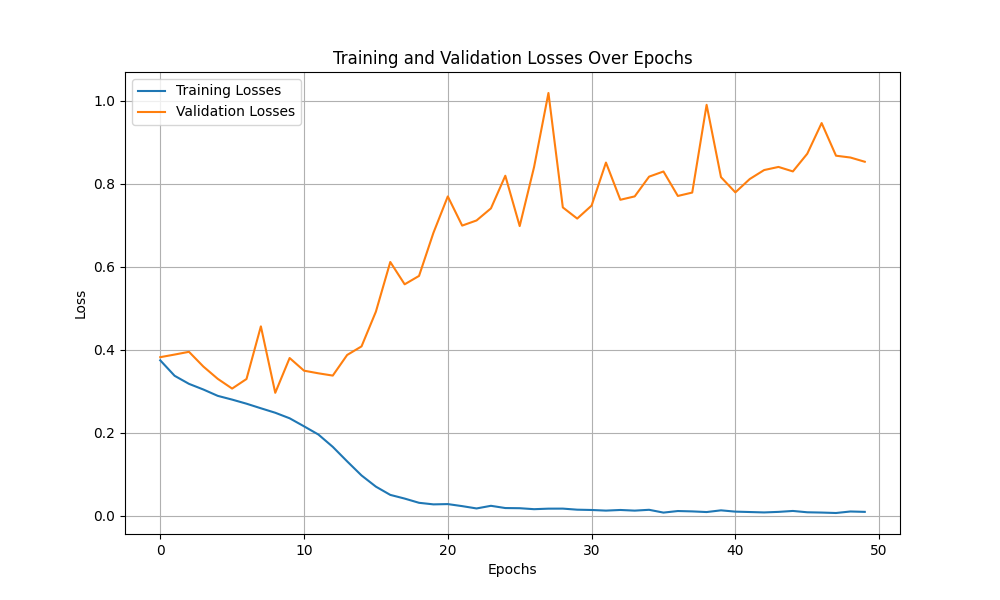 Training and Validation Losses Over Epochs
Training Losses
Validation Losses
1.0
0.8
0.6
0.4
0.2
0.0
Loss
0 10 20 30 40 50
Epochs